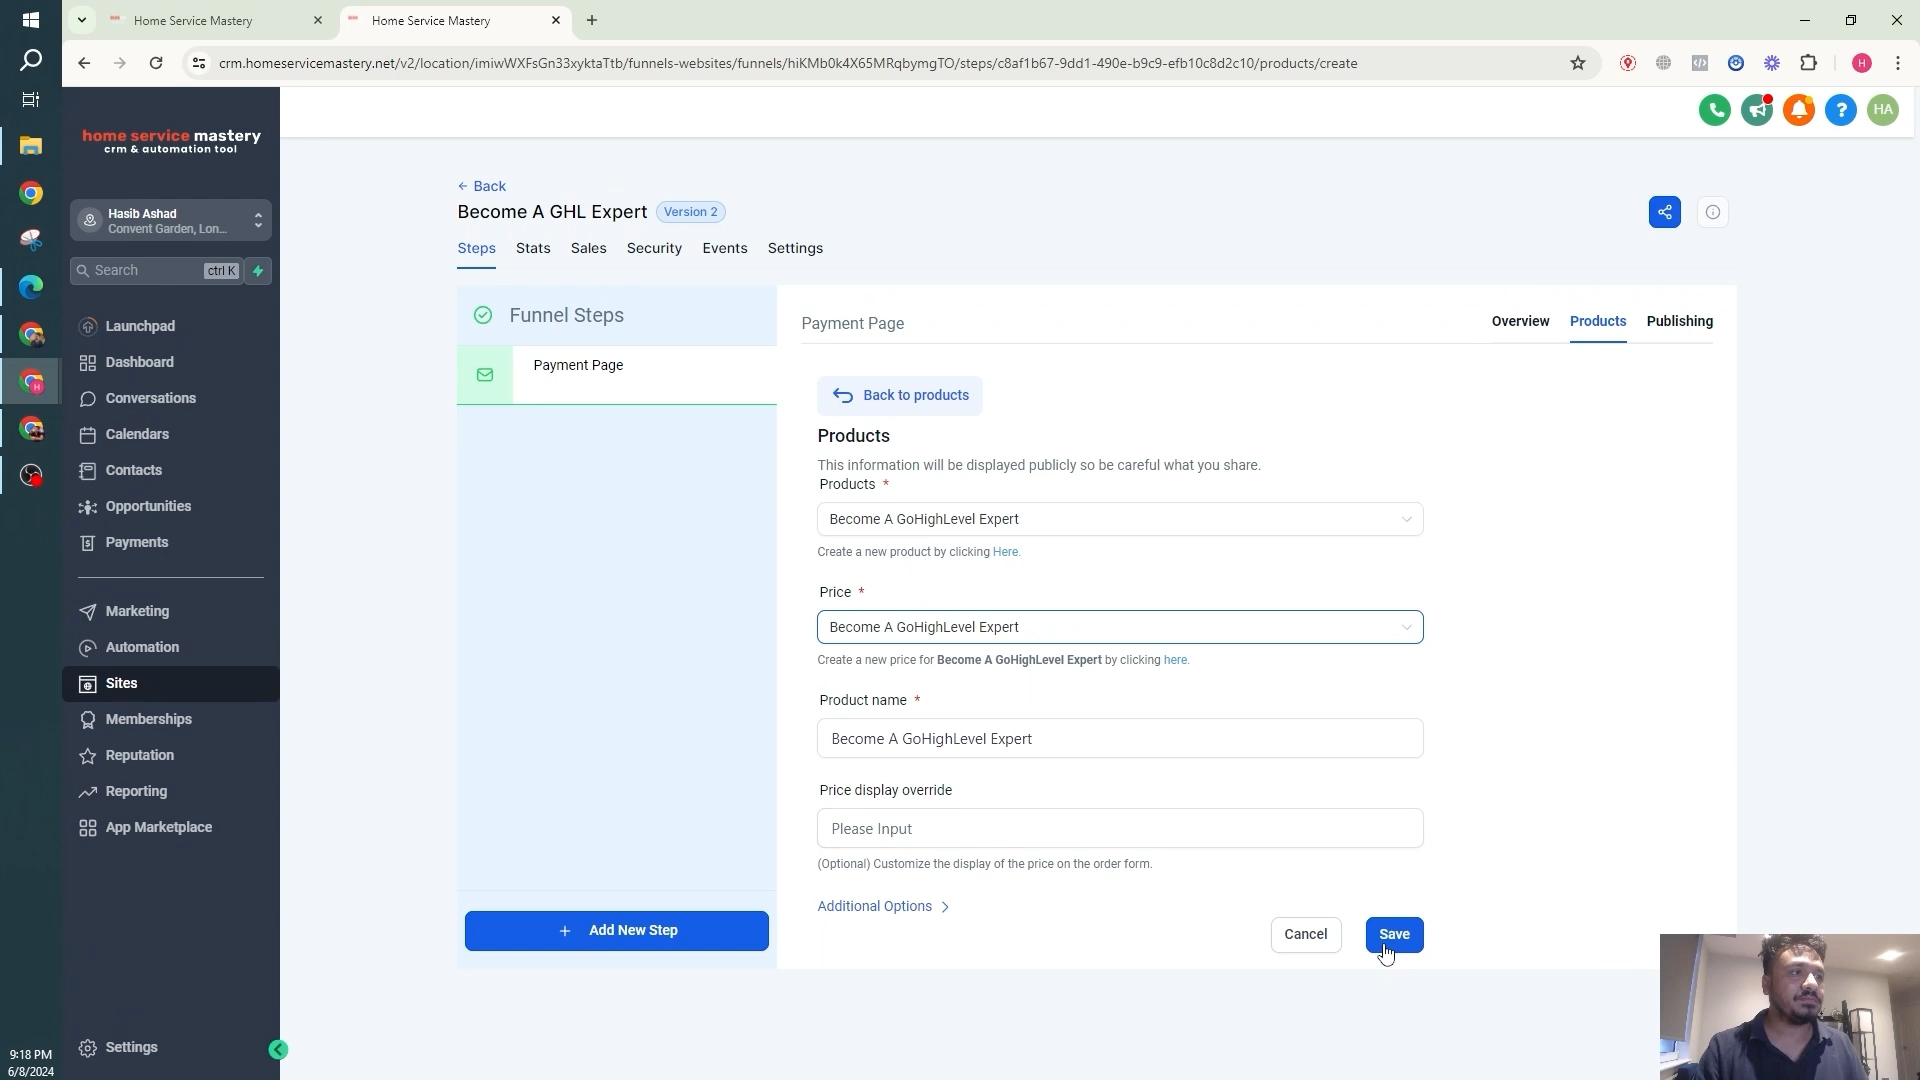 Home Service Mastery
Home Service Mastery
crm.homeservicemastery.net/v2/location/imiwWXFsGn33xyktaTtb/funnels-websites/funnels/hiKMb0k4X65MRqbymgTO/steps/c8af1b67-9dd1-490e-b9c9-efb10c8d2c10/products/create
H
home service mastery
crm & automation tool
HA
Hasib Ashad
Convent Garden, Lon...
Search
ctrl K
Launchpad
Dashboard
Conversations
Calendars
Contacts
Opportunities
Payments
Marketing
Automation
Sites
Memberships
Reputation
Reporting
App Marketplace
Settings
Back
Become A GHL Expert
Version 2
Steps
Stats
Sales
Security
Events
Settings
Funnel Steps
Payment Page
Add New Step
Payment Page
Overview
Products
Publishing
Back to products
Products
This information will be displayed publicly so be careful what you share.
Products *
Become A GoHighLevel Expert
Create a new product by clicking Here.
Price *
Become A GoHighLevel Expert
Create a new price for Become A GoHighLevel Expert by clicking here.
Product name *
Become A GoHighLevel Expert
Price display override
Please Input
(Optional) Customize the display of the price on the order form.
Additional Options
Cancel
Save
9:18 PM
6/8/2024